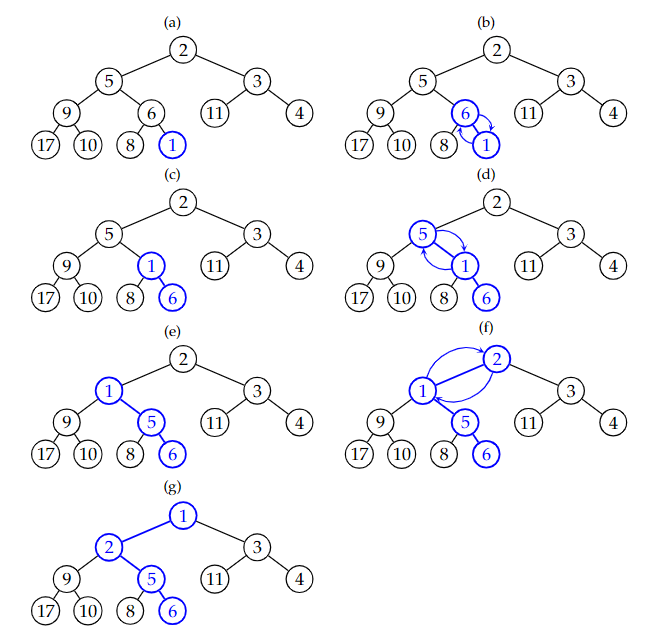 (a) (b)
2 2
5 3 5 3
9 6 11 4 9 6 11 4
17 10 8 1 17 10 8 1
(c) (d)
2 2
5 3 5 3
9 1 11 4 9 1 11 4
17 10 8 6 17 10 8 6
(e) (f)
2 2
1 3 1 3
9 5 11 4 9 5 11 4
17 10 8 6 17 10 8 6
(g)
1
2 3
9 5 11 4
17 10 8 6